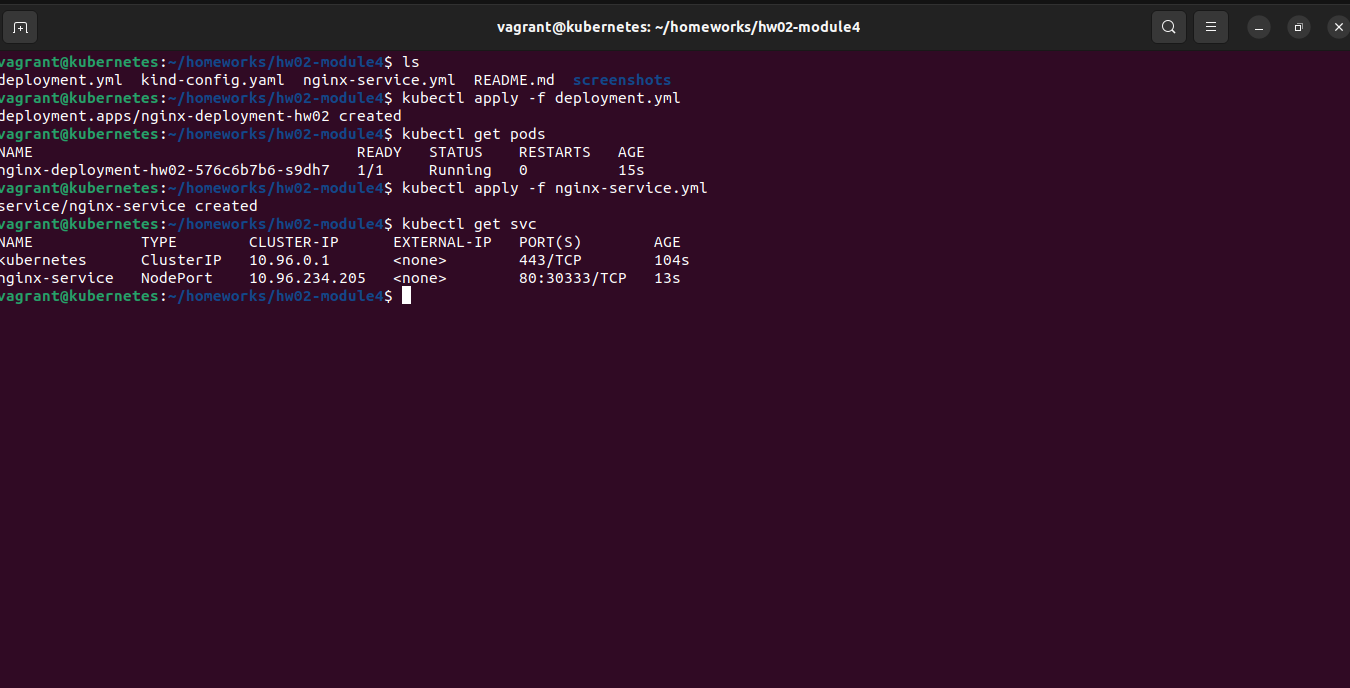 vagrant@kubernetes: ~/homeworks/hw02-module4
vagrant@kubernetes:~/homeworks/hw02-module4$ ls
deployment.yml  kind-config.yaml  nginx-service.yml  README.md  screenshots
vagrant@kubernetes:~/homeworks/hw02-module4$ kubectl apply -f deployment.yml
deployment.apps/nginx-deployment-hw02 created
vagrant@kubernetes:~/homeworks/hw02-module4$ kubectl get pods
NAME                                    READY   STATUS    RESTARTS   AGE
nginx-deployment-hw02-576c6b7b6-s9dh7   1/1     Running   0          15s
vagrant@kubernetes:~/homeworks/hw02-module4$ kubectl apply -f nginx-service.yml
service/nginx-service created
vagrant@kubernetes:~/homeworks/hw02-module4$ kubectl get svc
NAME            TYPE        CLUSTER-IP      EXTERNAL-IP   PORT(S)        AGE
kubernetes      ClusterIP   10.96.0.1       <none>        443/TCP        104s
nginx-service   NodePort    10.96.234.205   <none>        80:30333/TCP   13s
vagrant@kubernetes:~/homeworks/hw02-module4$